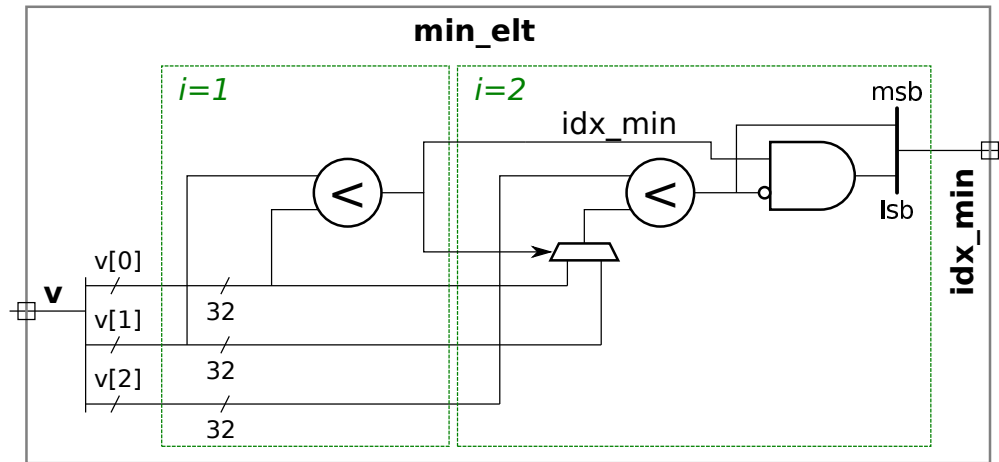 min_elt
i=1
i=2
msb
idx_min
<
<
lsb
v[0]
v
32
v[1]
32
v[2]
32
idx_min